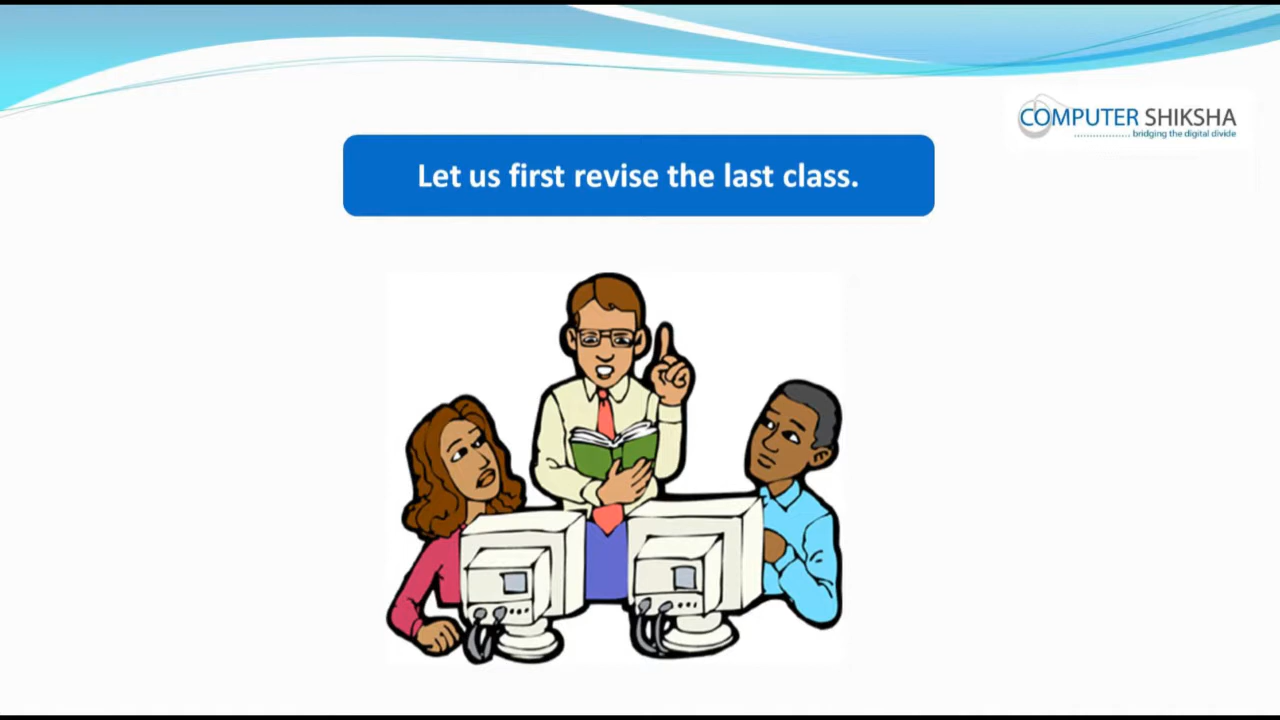 COMPUTER SHIKSHA
bridging the digital divide
Let us first revise the last class.